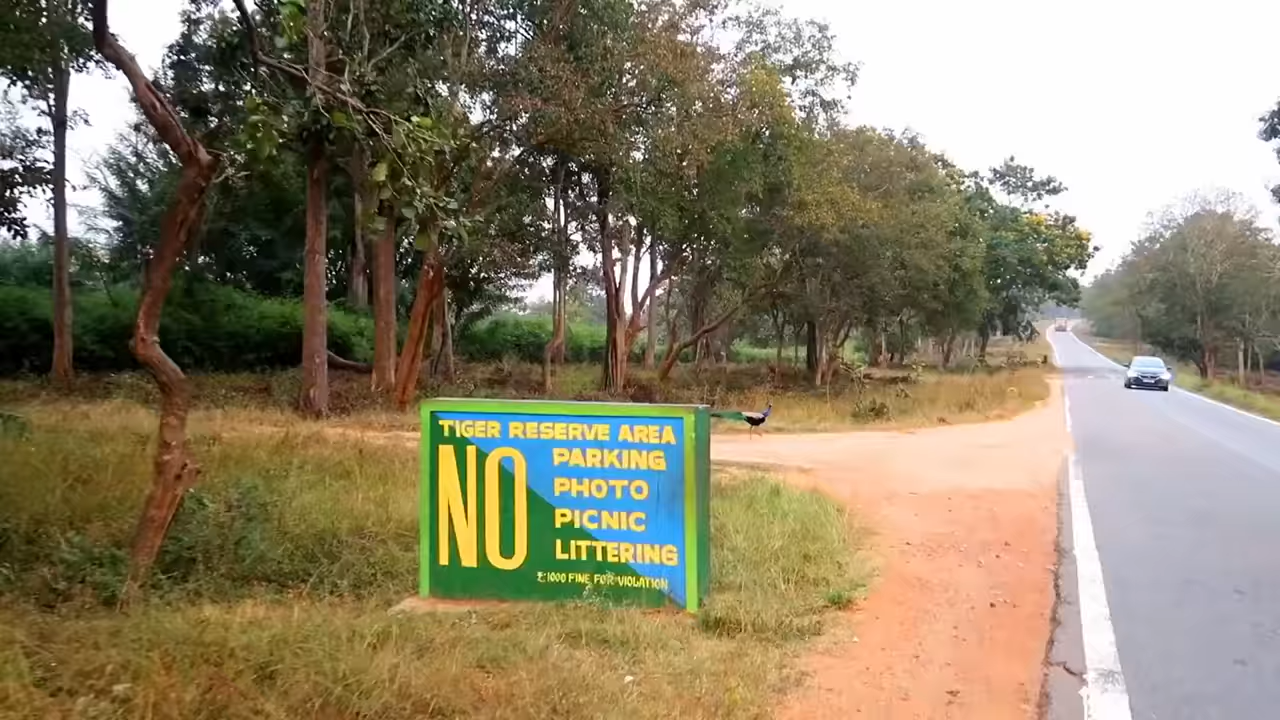 TIGER RESERVE AREA
NO
PARKING
PHOTO
PICNIC
LITTERING
₹1000 FINE FOR VIOLATION